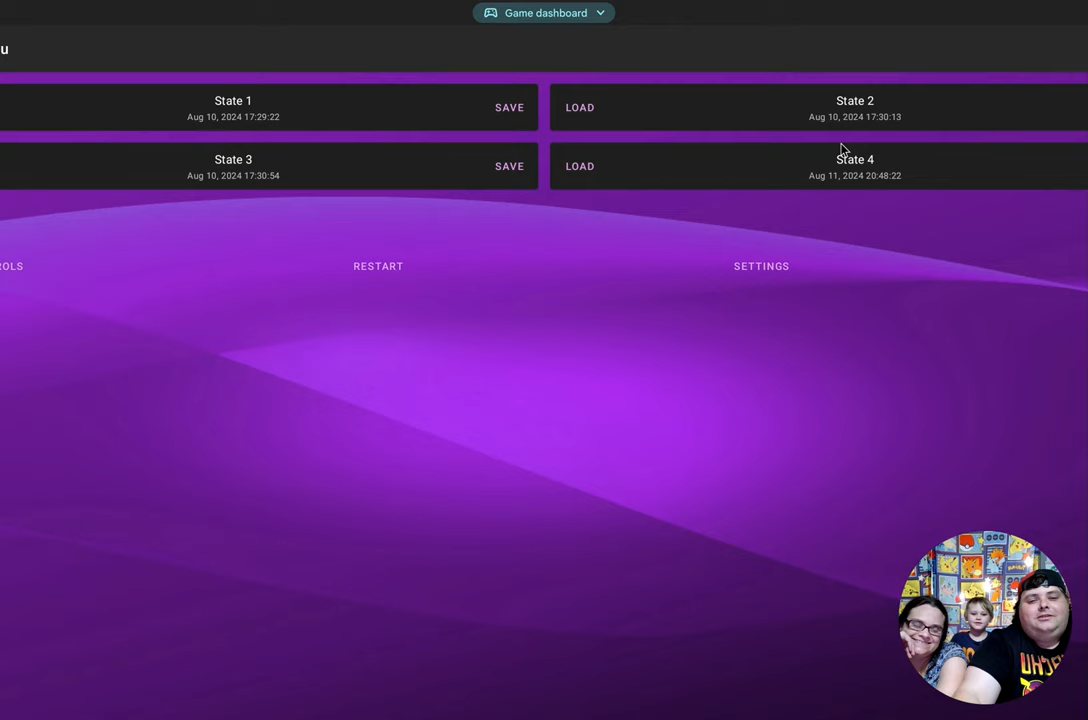 Game dashboard
u
State 1
Aug 10, 2024 17:29:22
SAVE
LOAD
State 2
Aug 10, 2024 17:30:13
State 3
Aug 10, 2024 17:30:54
SAVE
LOAD
State 4
Aug 11, 2024 20:48:22
ROLS
RESTART
SETTINGS